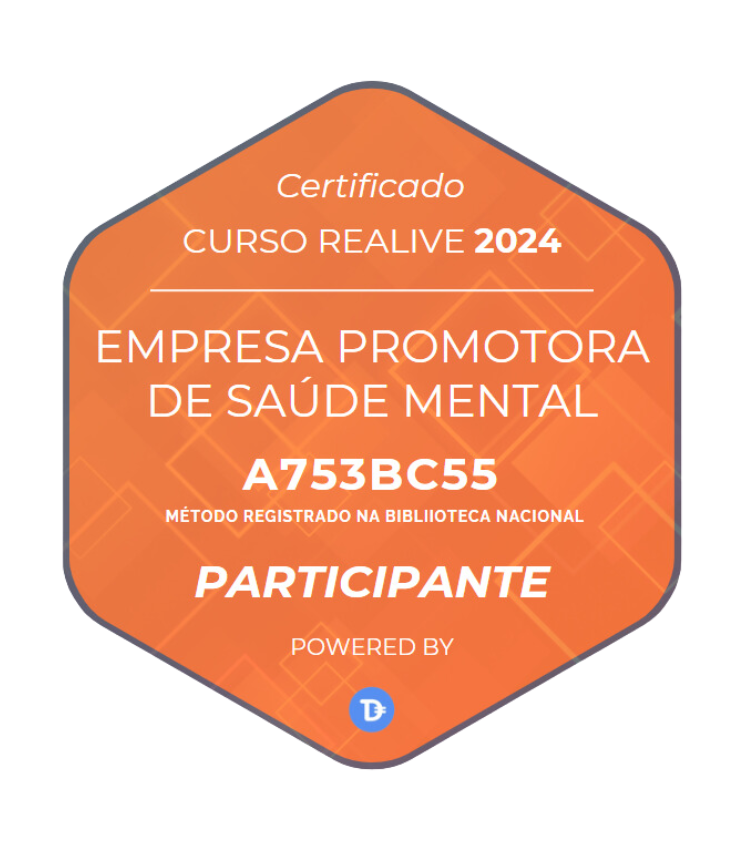 Certificado
CURSO REALIVE 2024
EMPRESA PROMOTORA
DE SAÚDE MENTAL
A753BC55
MÉTODO REGISTRADO NA BIBLIIOTECA NACIONAL
PARTICIPANTE
POWERED BY